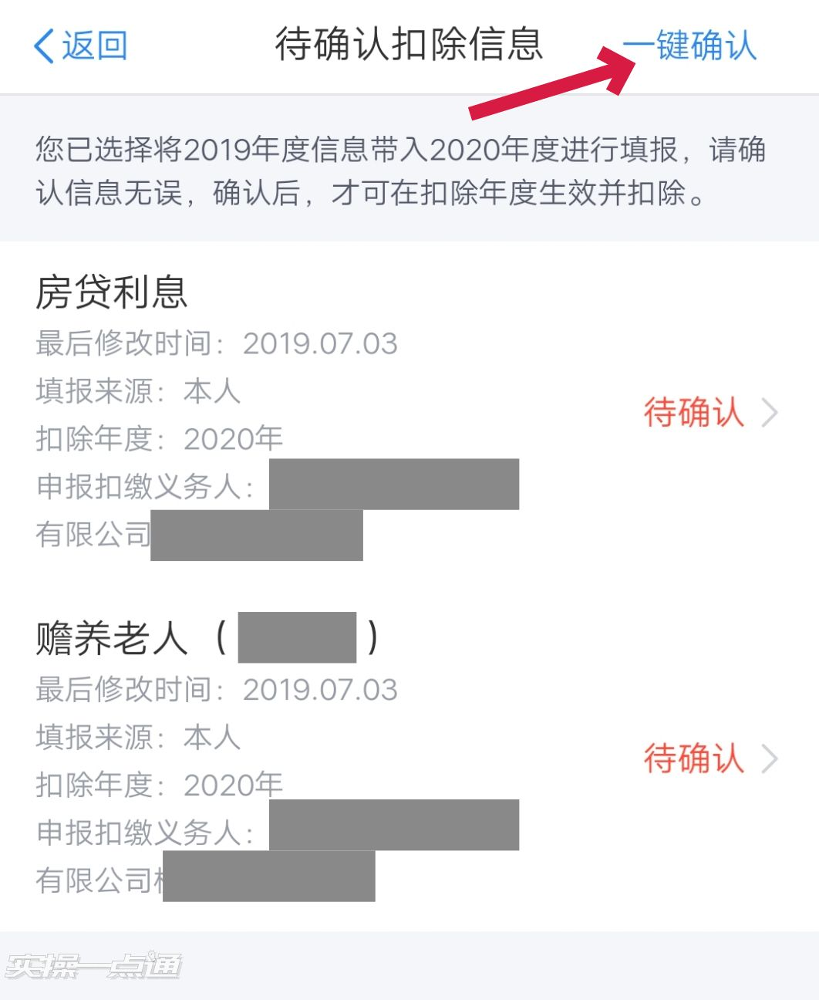 返回
待确认扣除信息
一键确认
您已选择将2019年度信息带入2020年度进行填报，请确
认信息无误，确认后，才可在扣除年度生效并扣除。
房贷利息
最后修改时间：2019.07.03
填报来源：本人
扣除年度：2020年
申报扣缴义务人：
有限公司
待确认
赡养老人（ ）
最后修改时间：2019.07.03
填报来源：本人
扣除年度：2020年
申报扣缴义务人：
有限公司
待确认
实操一点通